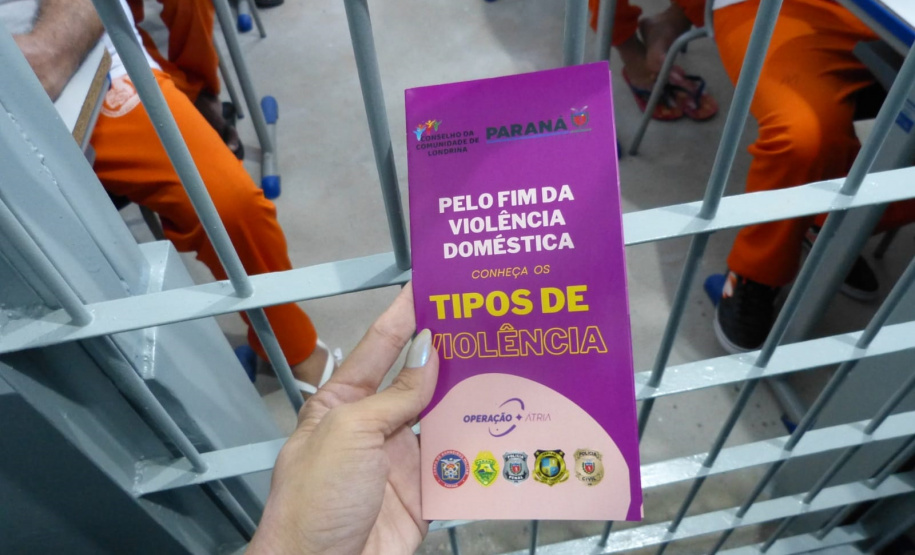 CONSELHO DA
COMUNIDADE DE
LONDRINA
PARANÁ
PELO FIM DA
VIOLÊNCIA
DOMÉSTICA
CONHEÇA OS
TIPOS DE
VIOLÊNCIA
OPERAÇÃO ATRIA